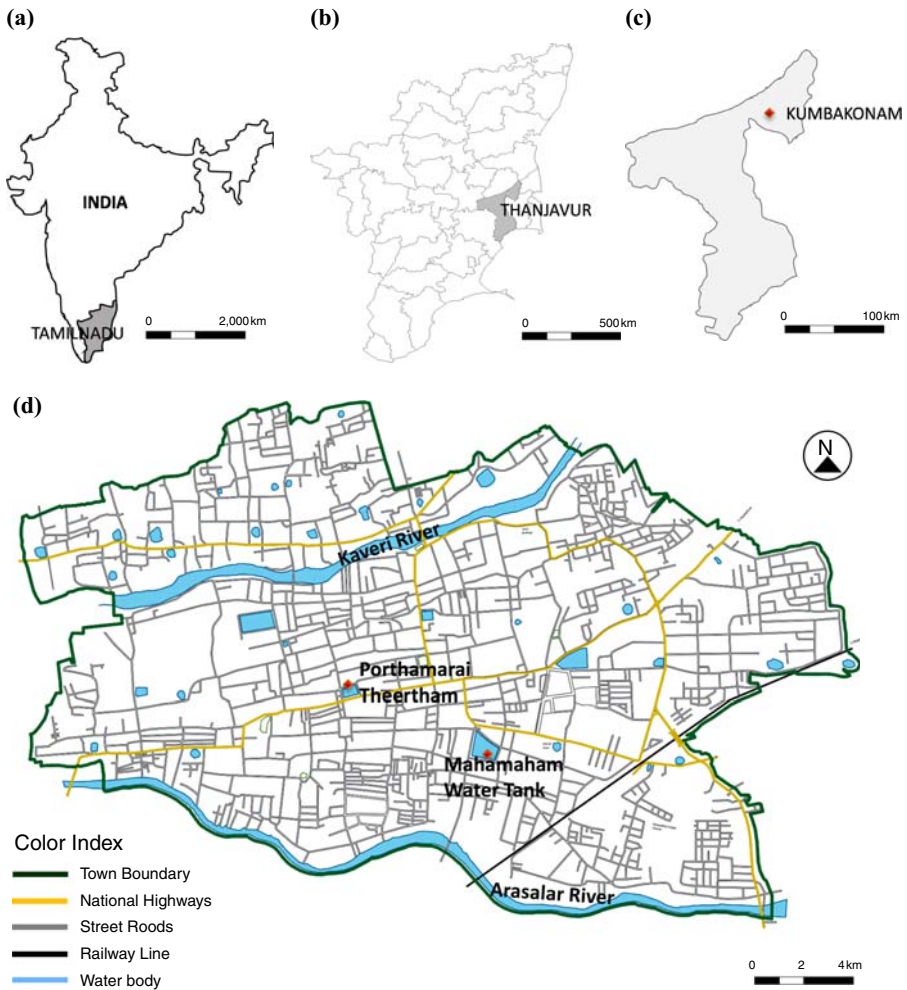 (a)
(b)
(c)
INDIA
TAMILNADU
0 2,000 km
THANJAVUR
0 500 km
KUMBAKONAM
0 100 km
(d)
N
Kaveri River
Porthamarai
Theertham
Mahamaham
Water Tank
Arasalar River
Color Index
Town Boundary
National Highways
Street Roods
Railway Line
Water body
0 2 4 km